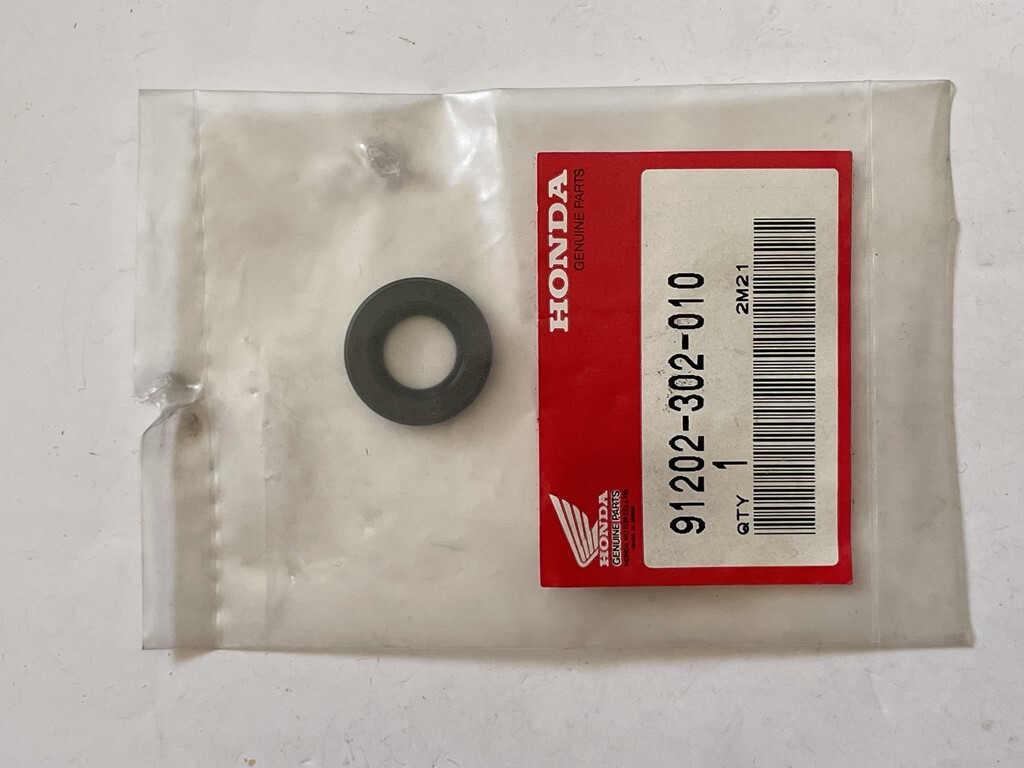 HONDA
GENUINE PARTS
91202-302-010
QTY 1
2M21
HONDA
GENUINE PARTS